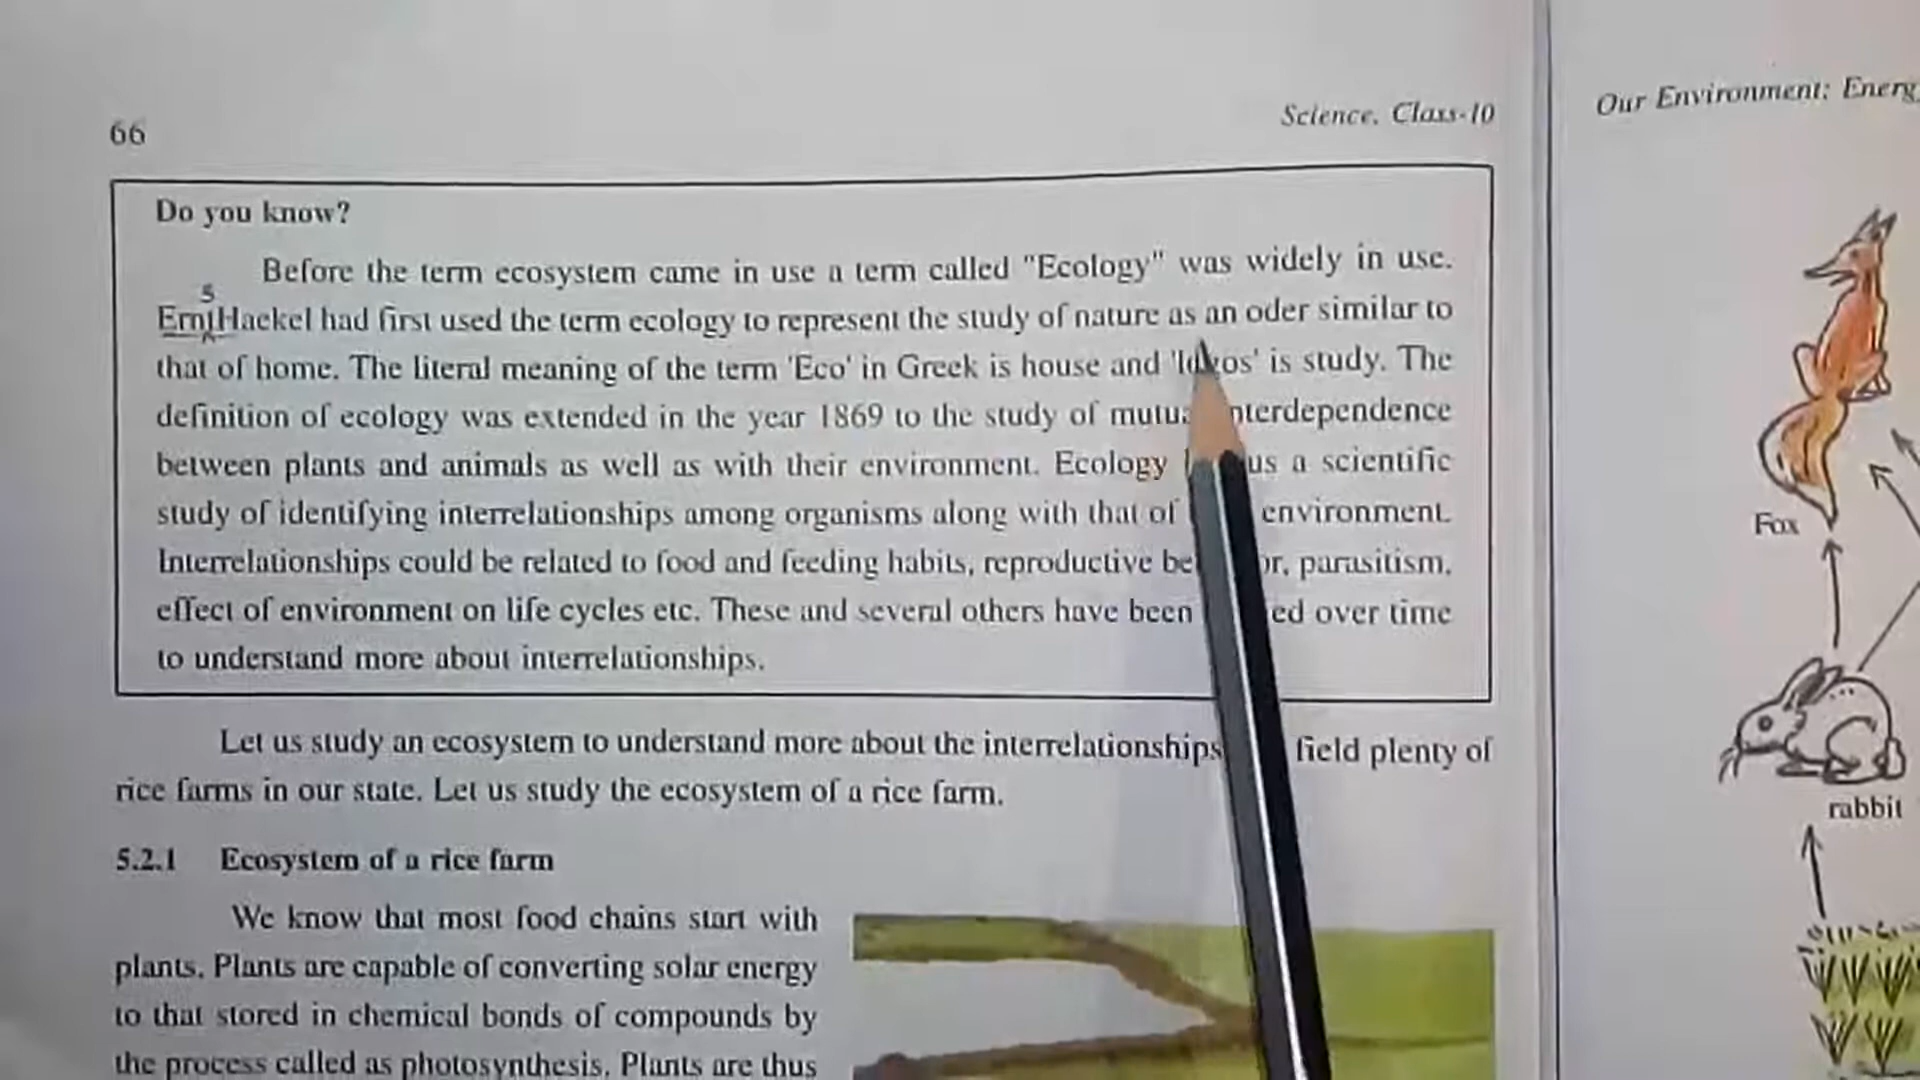 66
Science, Class-10
Do you know?
Before the term ecosystem came in use a term called "Ecology" was widely in use.
s
Ernt Hackel had first used the term ecology to represent the study of nature as an oder similar to
that of home. The literal meaning of the term 'Eco' in Greek is house and is study. The
definition of ecology was extended in the year 1869 to the study of
between plants and animals as well as with their environment. Ecology a scientific
study of identifying interrelationships among organisms along with that of environment.
Interrelationships could be related to food and feeding habits, reproductive parasitism,
effect of environment on life cycles etc. These and several others have been over time
to understand more about interrelationships.
Let us study an ecosystem to understand more about the interrelationships field plenty of
rice farms in our state. Let us study the ecosystem of a rice farm.
5.2.1 Ecosystem of a rice farm
We know that most food chains start with
plants. Plants are capable of converting solar energy
to that stored in chemical bonds of compounds by
the process called as photosynthesis. Plants are thus
Our Environment: Energy
Fox
rabbit